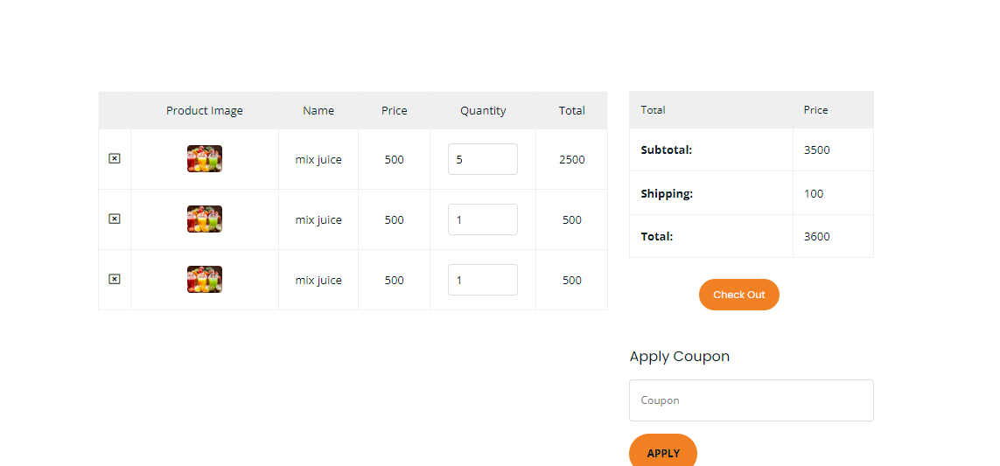 Product Image Name Price Quantity Total
mix juice 500 5 2500
mix juice 500 1 500
mix juice 500 1 500
Total Price
Subtotal: 3500
Shipping: 100
Total: 3600
Check Out
Apply Coupon
Coupon
APPLY